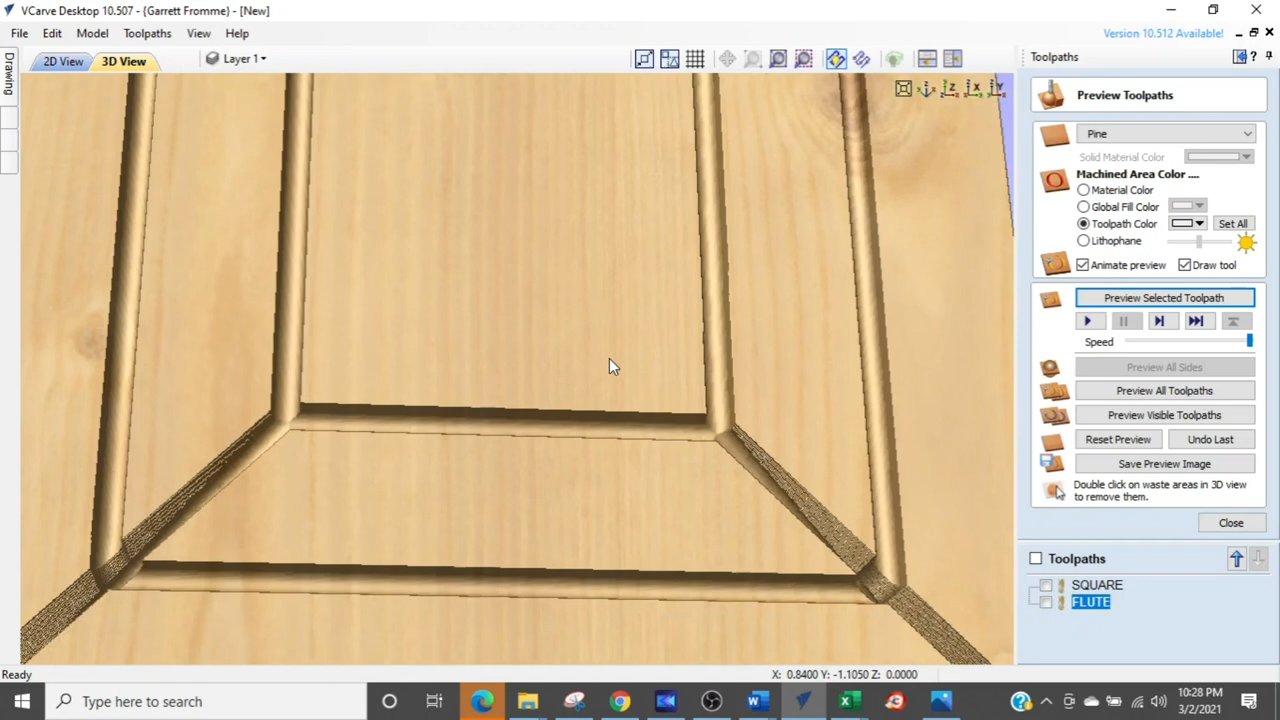 VCarve Desktop 10.507 - {Garrett Fromme} - [New]
File Edit Model Toolpaths View Help
Version 10.512 Available!
Drawing
2D View 3D View Layer 1
Toolpaths
Preview Toolpaths
Pine
Solid Material Color
Machined Area Color ....
Material Color
Global Fill Color
Toolpath Color Set All
Lithophane
Animate preview Draw tool
Preview Selected Toolpath
Speed
Preview All Sides
Preview All Toolpaths
Preview Visible Toolpaths
Reset Preview Undo Last
Save Preview Image
Double click on waste areas in 3D view
to remove them.
Close
Toolpaths
SQUARE
FLUTE
Ready
X: 0.8400 Y: -1.1050 Z: 0.0000
Type here to search
10:28 PM
3/2/2021